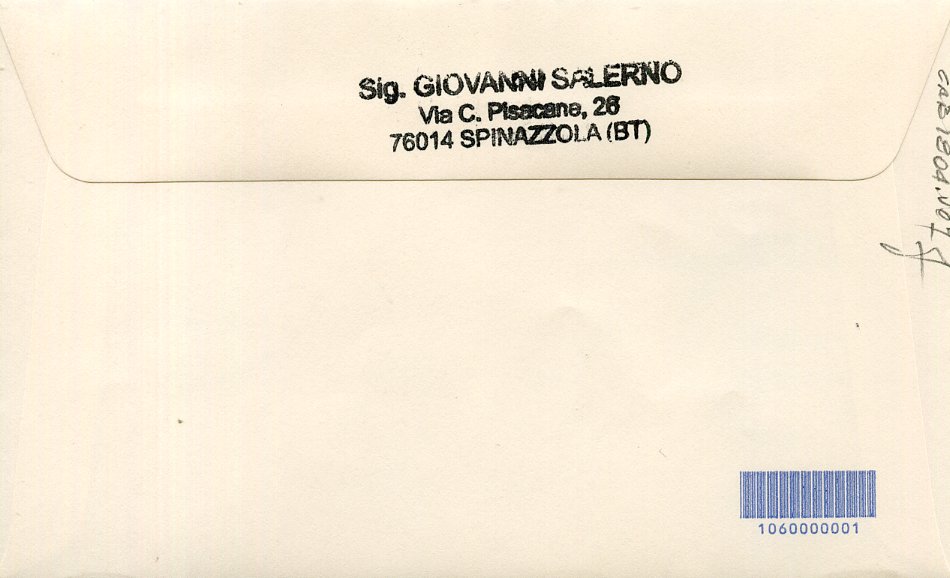 Sig. GIOVANNI SALERNO
Via C. Pisacane, 26
76014 SPINAZZOLA (BT)
1060000001